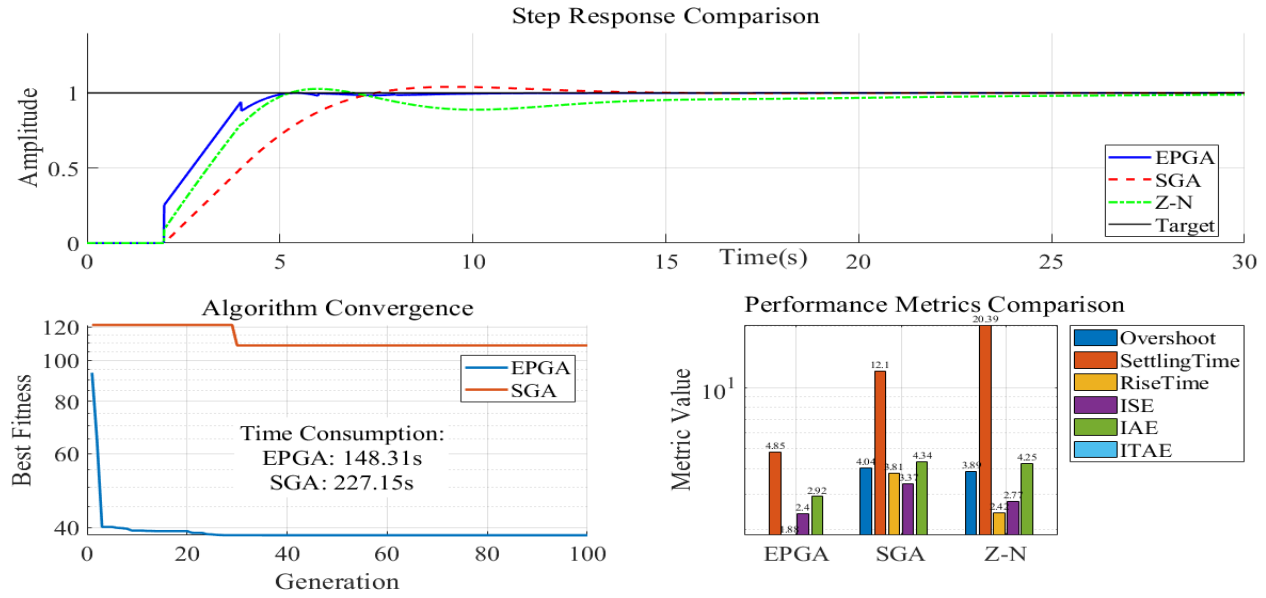 Step Response Comparison
Amplitude
1
0.5
0
0
5
10
15
20
25
30
Time(s)
EPGA
SGA
Z-N
Target
Algorithm Convergence
Best Fitness
120
100
80
60
40
0
20
40
60
80
100
Generation
EPGA
SGA
Time Consumption:
EPGA: 148.31s
SGA: 227.15s
Performance Metrics Comparison
Metric Value
10¹
4.85
1.88
2.4
2.92
4.04
12.1
3.81
3.37
4.34
3.89
20.39
2.42
2.77
4.25
EPGA
SGA
Z-N
Overshoot
SettlingTime
RiseTime
ISE
IAE
ITAE